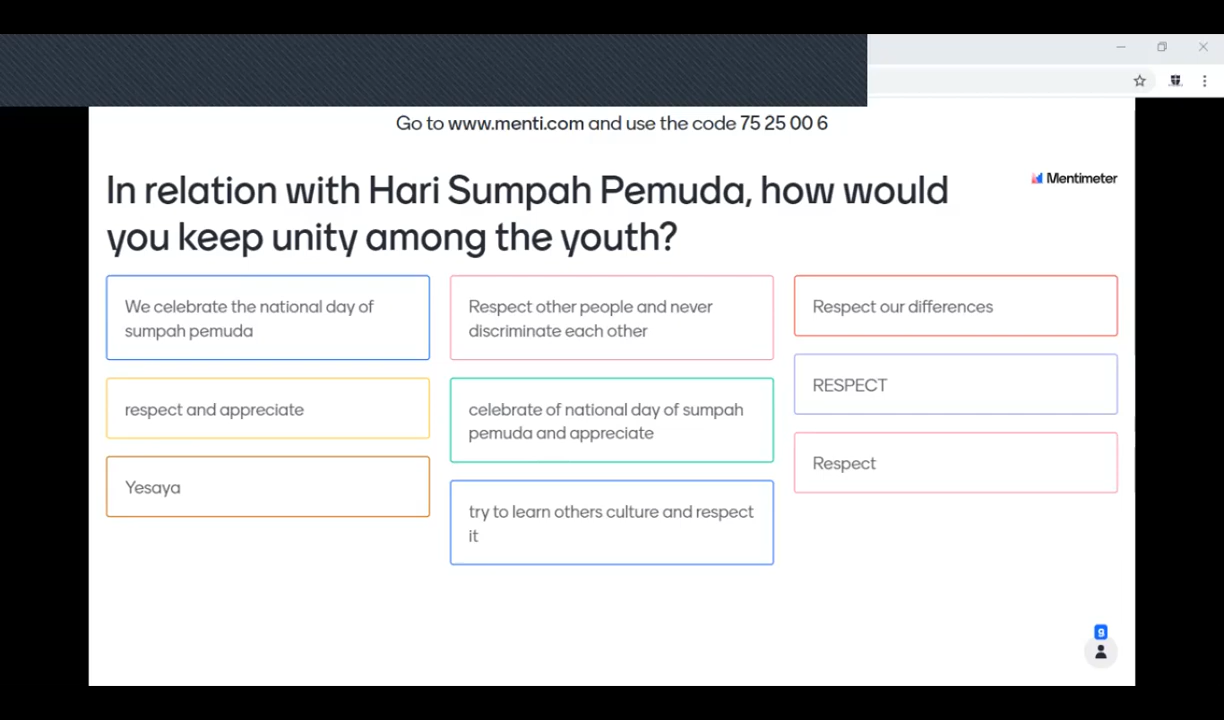 Go to www.menti.com and use the code 75 25 00 6
In relation with Hari Sumpah Pemuda, how would
you keep unity among the youth?
Mentimeter
We celebrate the national day of
sumpah pemuda
respect and appreciate
Yesaya
Respect other people and never
discriminate each other
celebrate of national day of sumpah
pemuda and appreciate
try to learn others culture and respect
it
Respect our differences
RESPECT
Respect
9